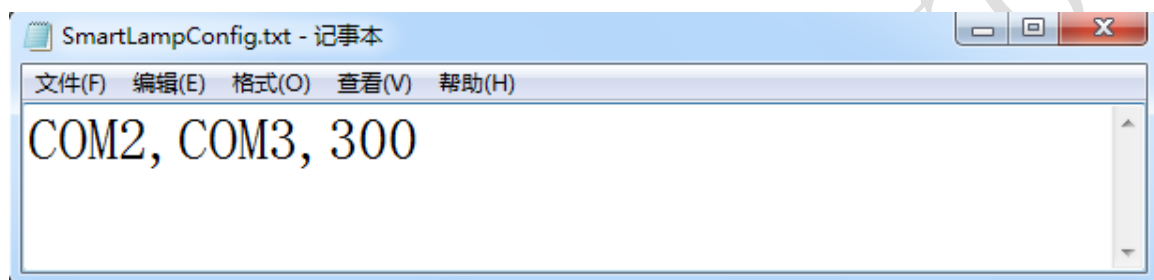 SmartLampConfig.txt - 记事本
文件(F) 编辑(E) 格式(O) 查看(V) 帮助(H)
COM2, COM3, 300